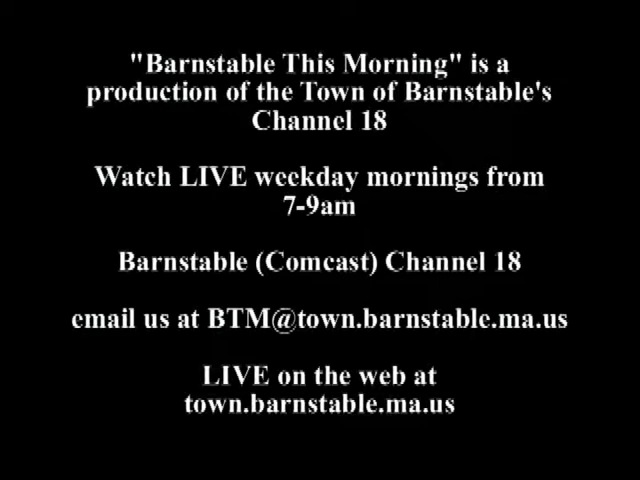 "Barnstable This Morning" is a
production of the Town of Barnstable's
Channel 18
Watch LIVE weekday mornings from
7-9am
Barnstable (Comcast) Channel 18
email us at BTM@town.barnstable.ma.us
LIVE on the web at
town.barnstable.ma.us